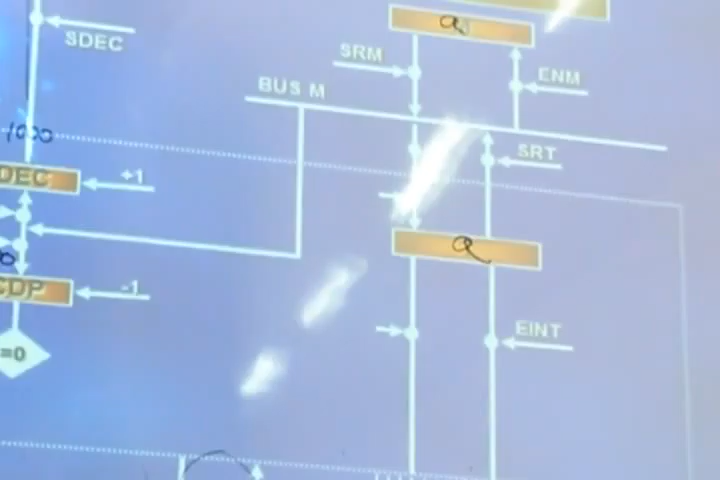 SDEC
SRM
ENM
BUS M
1000
SRT
DEC
+1
CDP
-1
EINT
=0